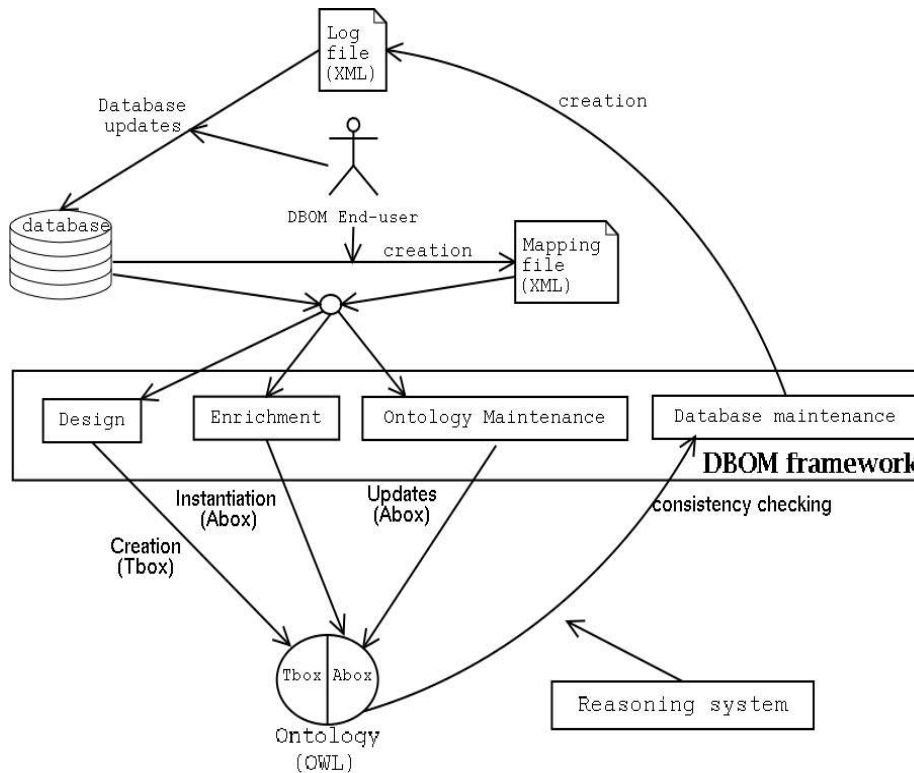 Log
file
(XML)
creation
Database
updates
DBOM End-user
database
creation
Mapping
file
(XML)
Design
Enrichment
Ontology Maintenance
Database maintenance
DBOM framework
Instantiation
(Abox)
Updates
(Abox)
consistency checking
Creation
(Tbox)
Tbox
Abox
Reasoning system
Ontology
(OWL)